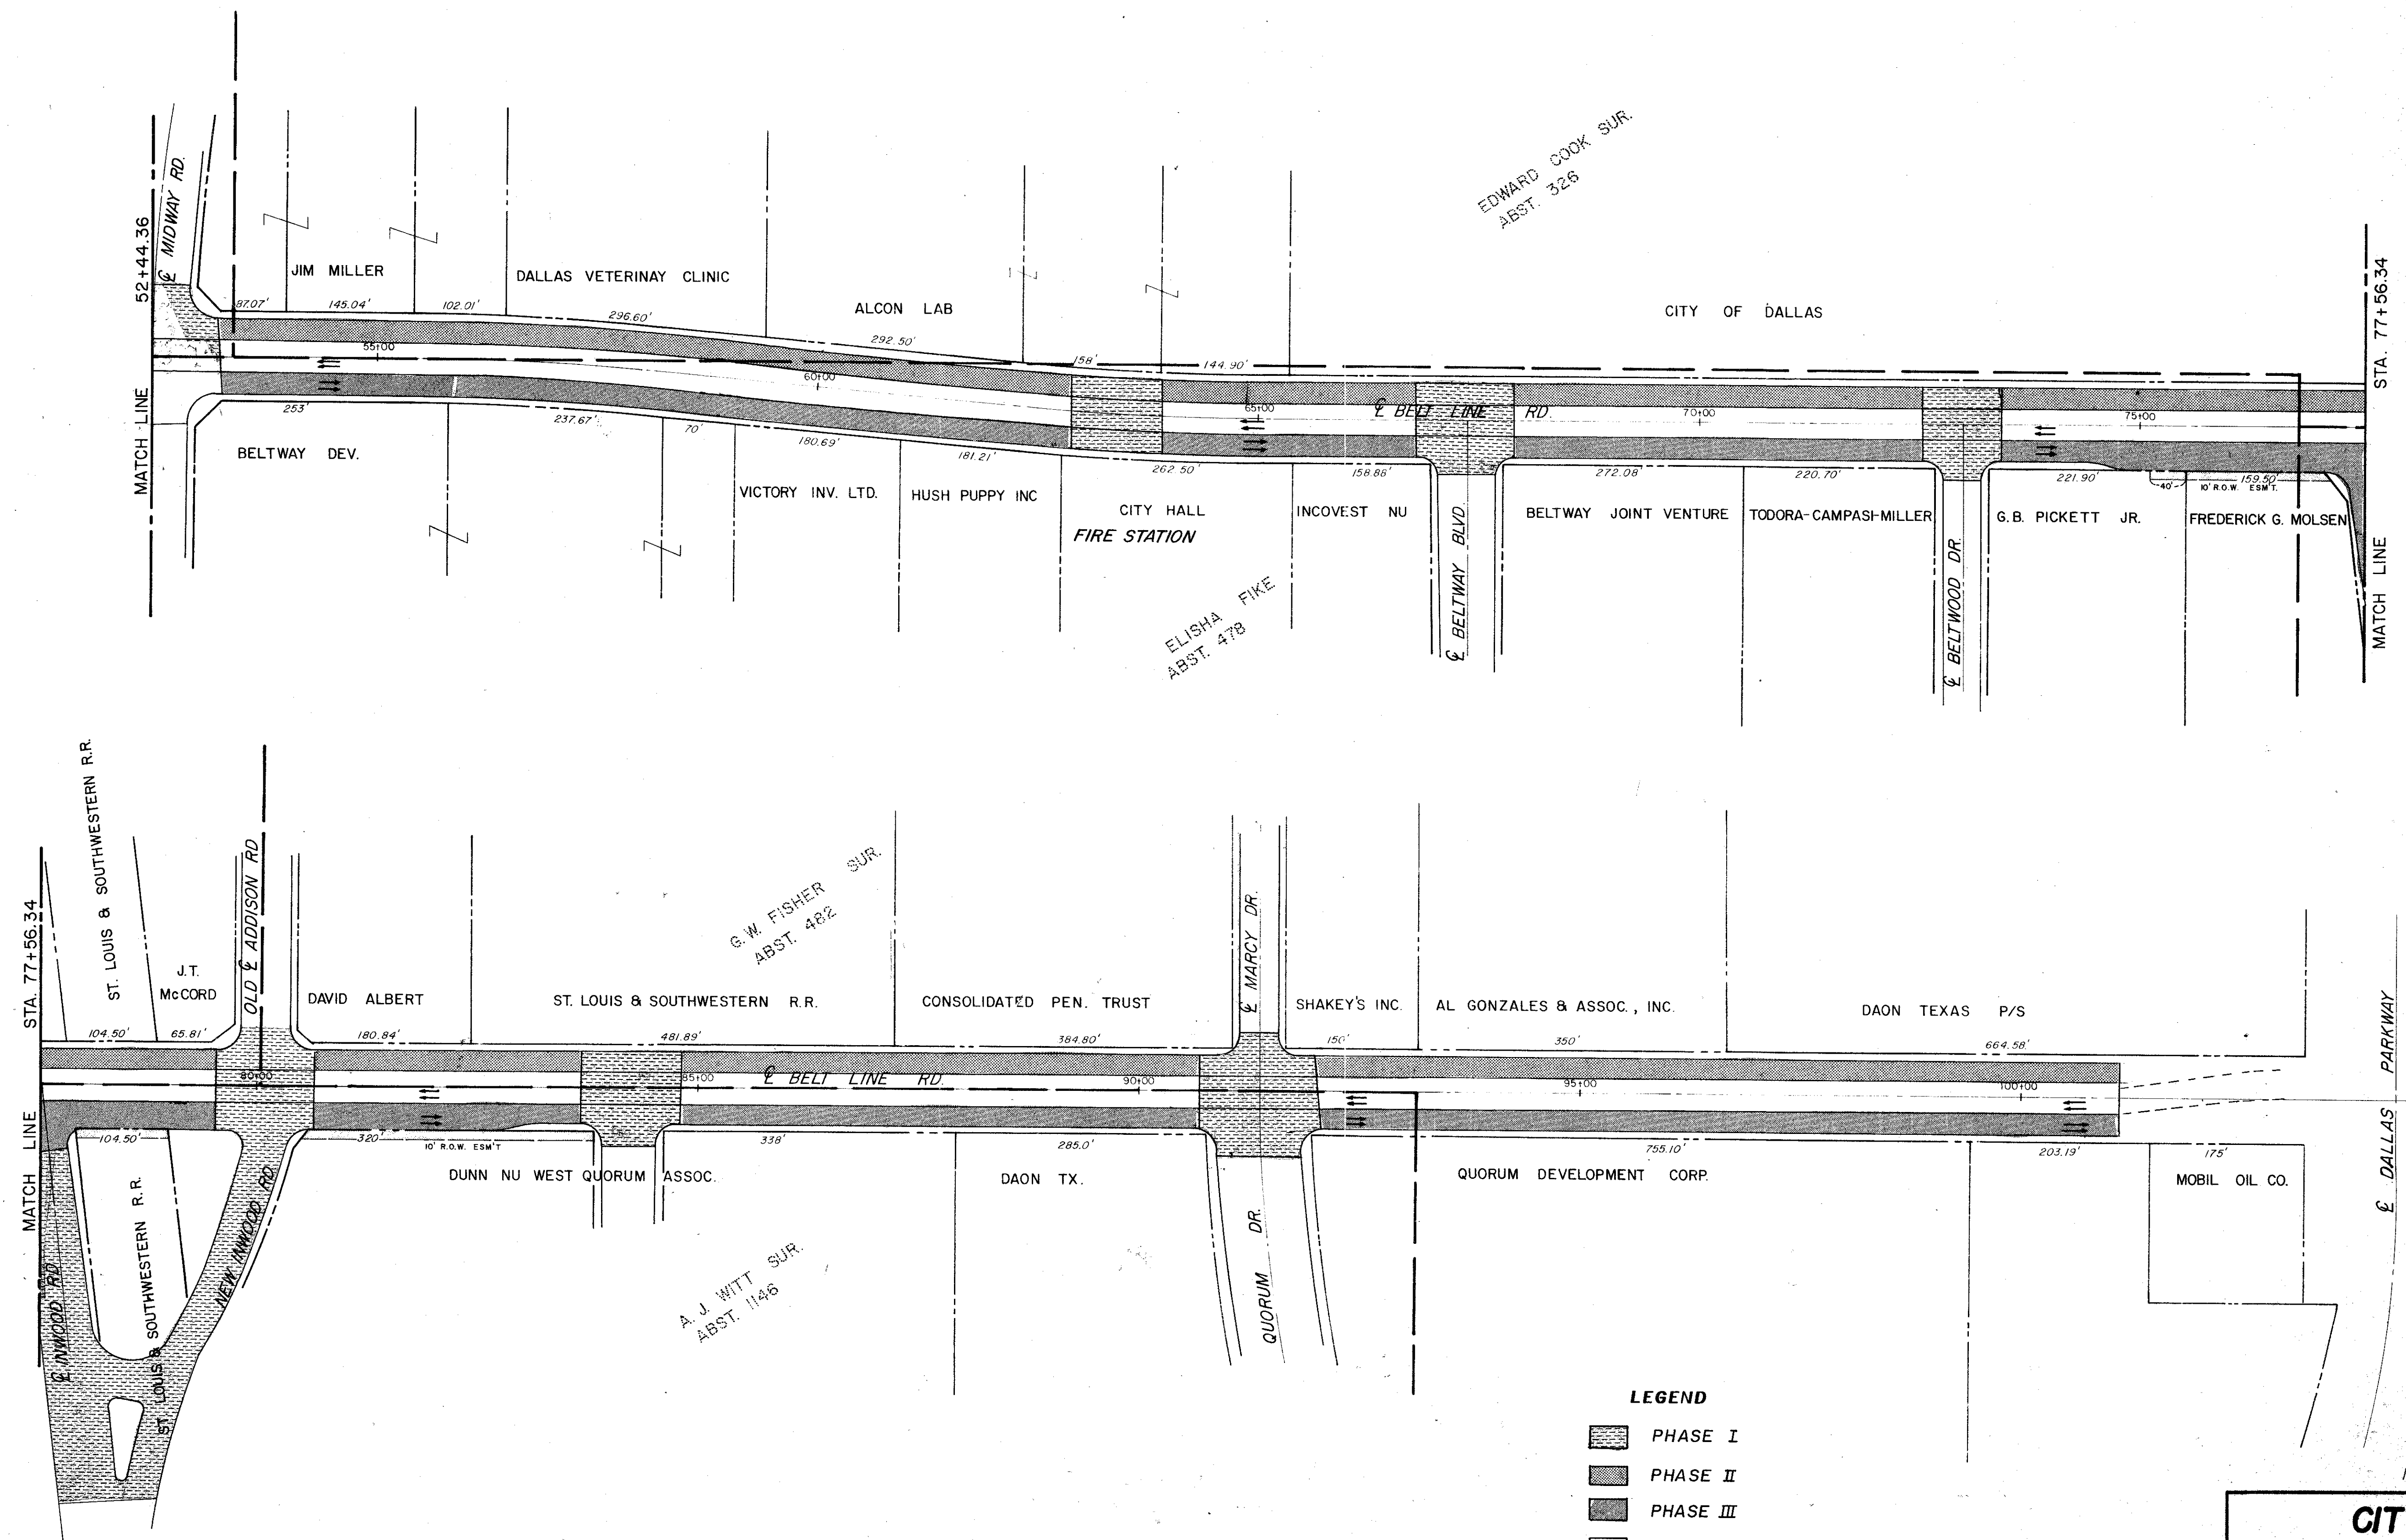 EDWARD COOK SUR.
ABST. 326
52+44.36
MATCH LINE
℄ MIDWAY RD.
JIM MILLER
DALLAS VETERINAY CLINIC
ALCON LAB
CITY OF DALLAS
STA. 77+56.34
MATCH LINE
87.07'
145.04'
102.01'
296.60'
292.50'
158'
144.90'
55+00
60+00
65+00
℄ BELT LINE RD.
70+00
75+00
253'
237.67'
70'
180.69'
181.21'
262.50'
158.88'
272.08'
220.70'
221.90'
40'
159.50'
10' R.O.W. ESM'T.
BELTWAY DEV.
VICTORY INV. LTD.
HUSH PUPPY INC
CITY HALL
FIRE STATION
INCOVEST NU
℄ BELTWAY BLVD.
BELTWAY JOINT VENTURE
TODORA-CAMPASI-MILLER
℄ BELTWOOD DR.
G.B. PICKETT JR.
FREDERICK G. MOLSEN
ELISHA FIKE
ABST. 478
STA. 77+56.34
MATCH LINE
ST. LOUIS & SOUTHWESTERN R.R.
J.T.
McCORD
OLD ℄ ADDISON RD
DAVID ALBERT
G.W. FISHER SUR.
ABST. 482
ST. LOUIS & SOUTHWESTERN R.R.
CONSOLIDATED PEN. TRUST
℄ MARCY DR.
SHAKEY'S INC.
AL GONZALES & ASSOC., INC.
DAON TEXAS P/S
104.50'
65.81'
180.84'
481.89'
384.80'
150'
350'
664.58'
80+00
85+00
℄ BELT LINE RD.
90+00
95+00
100+00
℄ DALLAS PARKWAY
104.50'
320'
10' R.O.W. ESM'T
338'
285.0'
755.10'
203.19'
175'
DUNN NU WEST QUORUM ASSOC.
DAON TX.
QUORUM DR.
QUORUM DEVELOPMENT CORP.
MOBIL OIL CO.
℄ INWOOD RD.
ST. LOUIS & SOUTHWESTERN R.R.
NEW INWOOD RD.
A. J. WITT SUR.
ABST. 1146
LEGEND
PHASE I
PHASE II
PHASE III
CIT